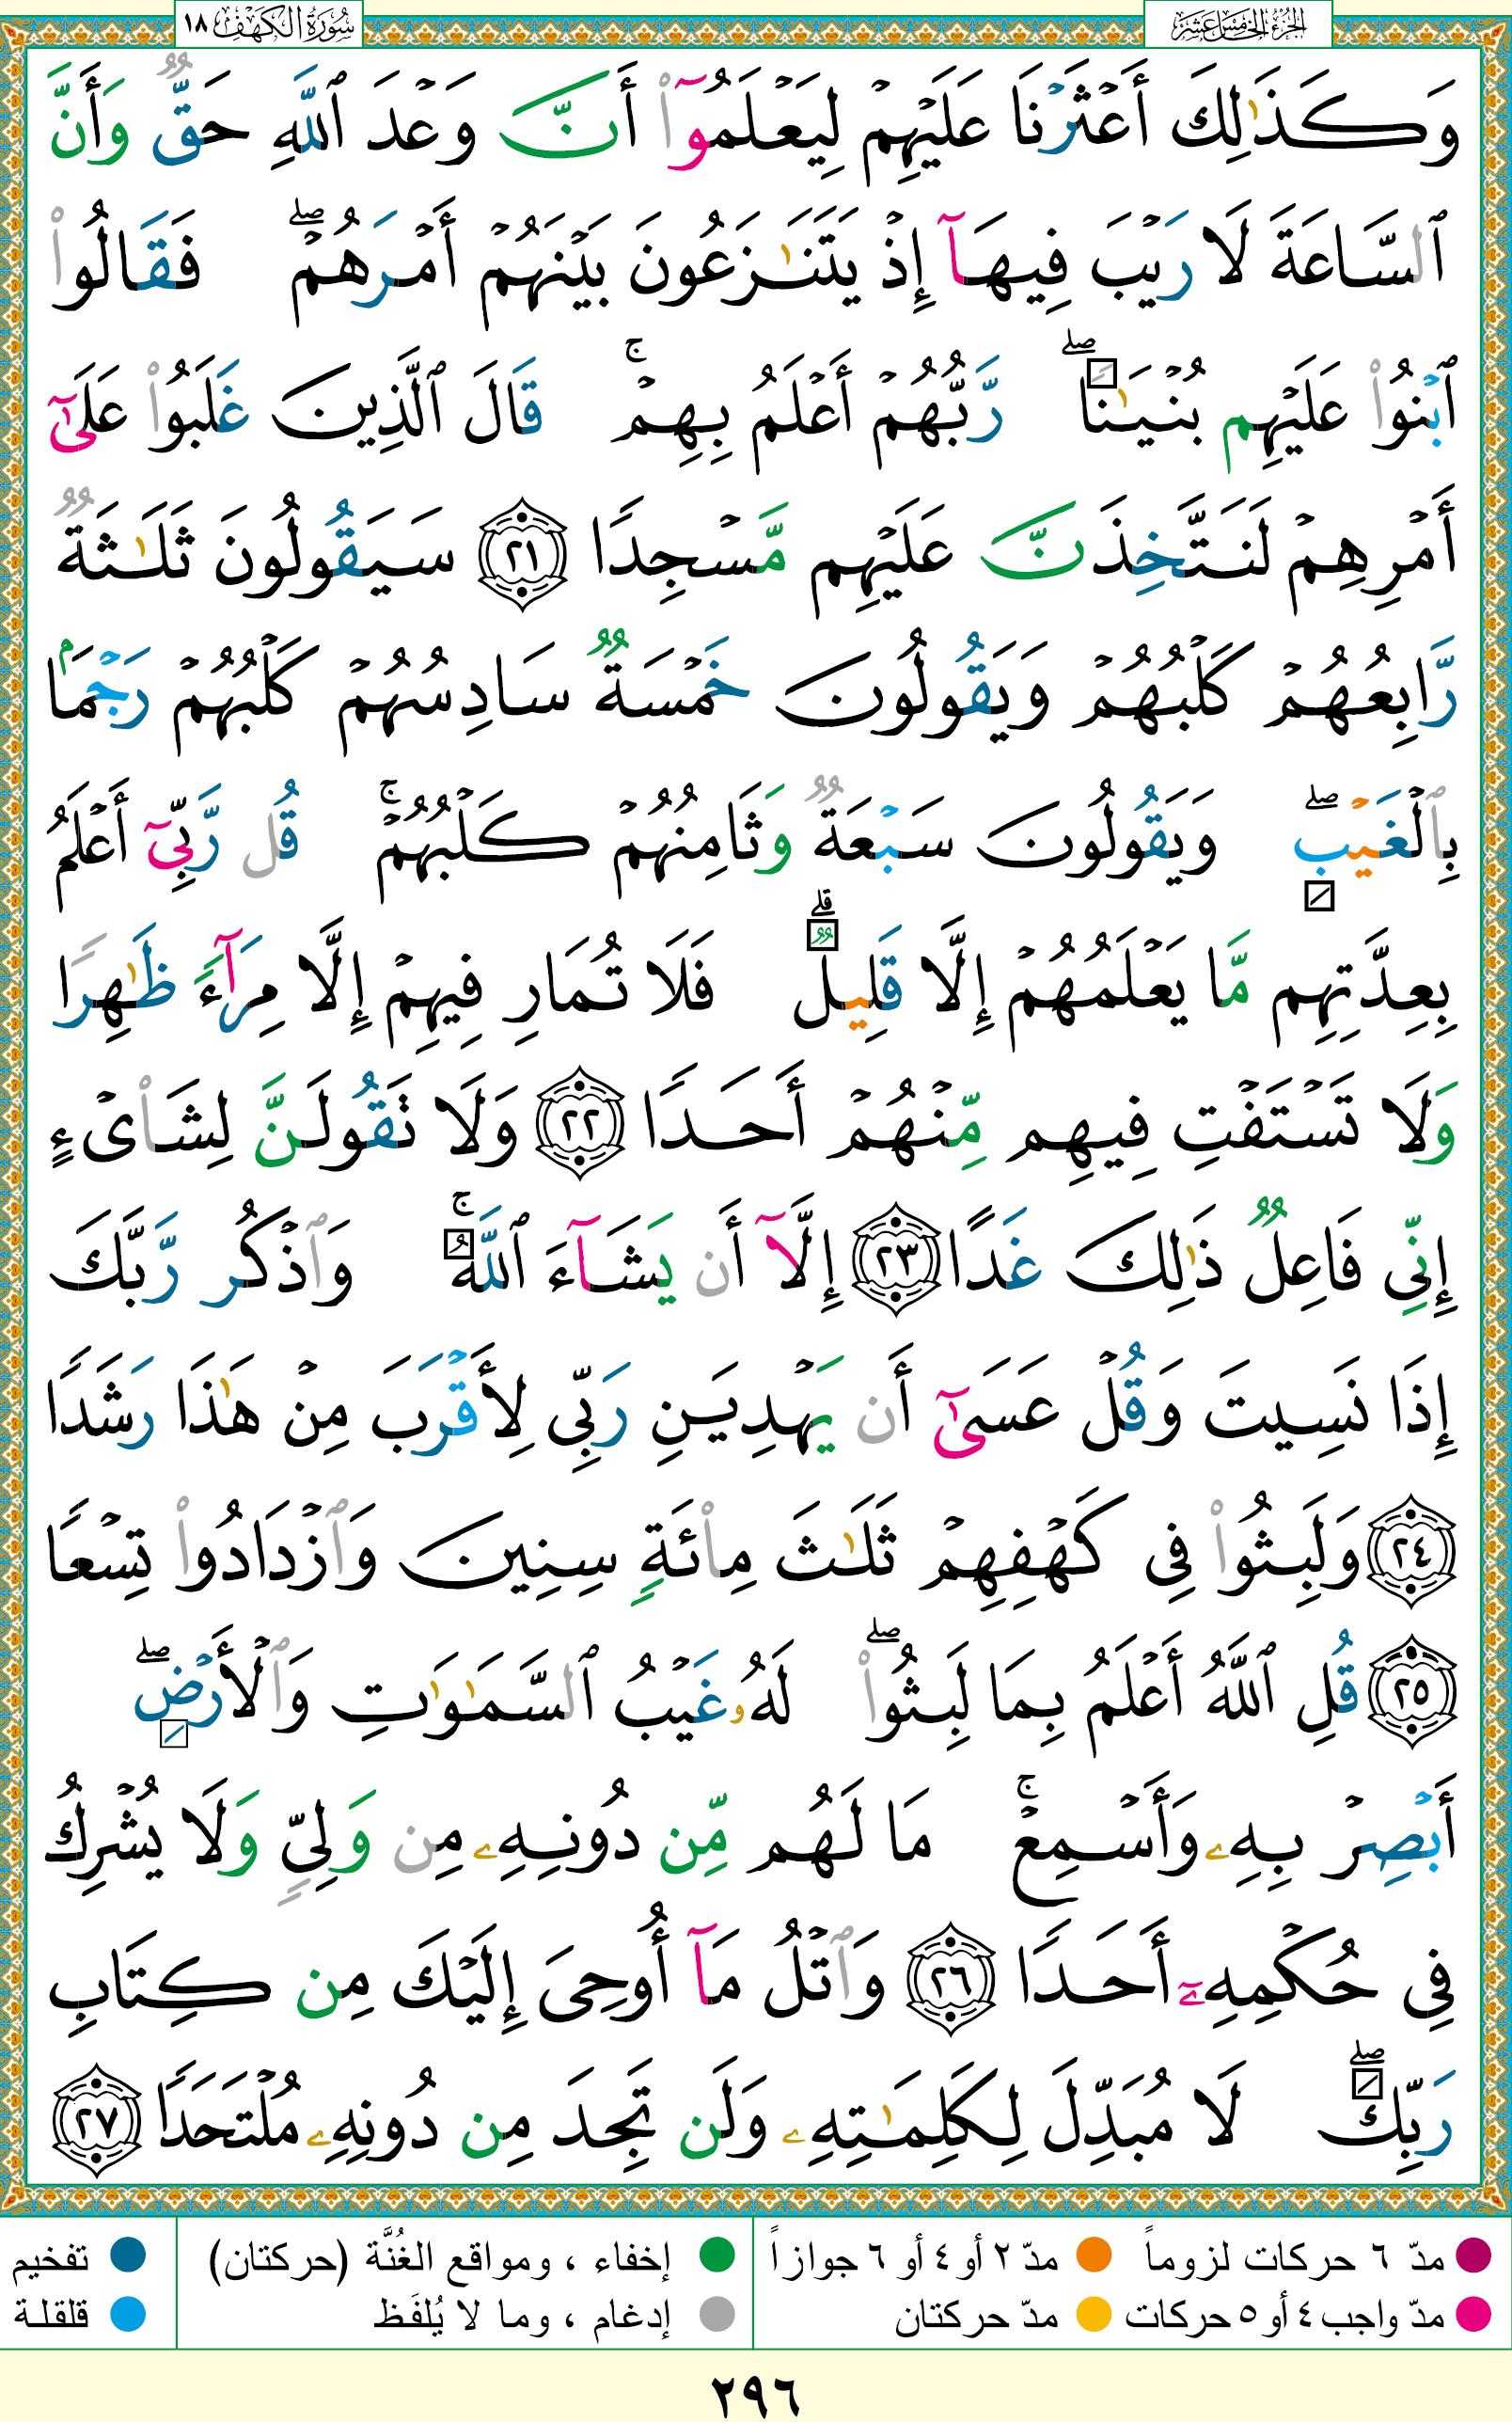 سُورَةُ الكَهْفِ ١٨
الجُزْءُ الخَامِسَ عَشَرَ
وَكَذَٰلِكَ أَعْثَرْنَا عَلَيْهِمْ لِيَعْلَمُوٓا۟ أَنَّ وَعْدَ ٱللَّهِ حَقٌّ وَأَنَّ
ٱلسَّاعَةَ لَا رَيْبَ فِيهَآ إِذْ يَتَنَـٰزَعُونَ بَيْنَهُمْ أَمْرَهُمْ ۖ فَقَالُوا۟
ٱبْنُوا۟ عَلَيْهِم بُنْيَـٰنًا ۖ رَّبُّهُمْ أَعْلَمُ بِهِمْ ۚ قَالَ ٱلَّذِينَ غَلَبُوا۟ عَلَىٰٓ
أَمْرِهِمْ لَنَتَّخِذَنَّ عَلَيْهِم مَّسْجِدًا ٢١ سَيَقُولُونَ ثَلَـٰثَةٌ
رَّابِعُهُمْ كَلْبُهُمْ وَيَقُولُونَ خَمْسَةٌ سَادِسُهُمْ كَلْبُهُمْ رَجْمًۢا
بِٱلْغَيْبِ ۖ وَيَقُولُونَ سَبْعَةٌ وَثَامِنُهُمْ كَلْبُهُمْ ۚ قُل رَّبِّىٓ أَعْلَمُ
بِعِدَّتِهِم مَّا يَعْلَمُهُمْ إِلَّا قَلِيلٌ ۗ فَلَا تُمَارِ فِيهِمْ إِلَّا مِرَآءً ظَـٰهِرًا
وَلَا تَسْتَفْتِ فِيهِم مِّنْهُمْ أَحَدًا ٢٢ وَلَا تَقُولَنَّ لِشَا۟ىْءٍ
إِنِّى فَاعِلٌ ذَٰلِكَ غَدًا ٢٣ إِلَّآ أَن يَشَآءَ ٱللَّهُ ۚ وَٱذْكُر رَّبَّكَ
إِذَا نَسِيتَ وَقُلْ عَسَىٰٓ أَن يَهْدِيَنِ رَبِّى لِأَقْرَبَ مِنْ هَـٰذَا رَشَدًا
٢٤ وَلَبِثُوا۟ فِى كَهْفِهِمْ ثَلَـٰثَ مِا۟ئَةٍ سِنِينَ وَٱزْدَادُوا۟ تِسْعًا
٢٥ قُلِ ٱللَّهُ أَعْلَمُ بِمَا لَبِثُوا۟ ۖ لَهُۥ غَيْبُ ٱلسَّمَـٰوَٰتِ وَٱلْأَرْضِ ۖ
أَبْصِرْ بِهِۦ وَأَسْمِعْ ۚ مَا لَهُم مِّن دُونِهِۦ مِن وَلِىٍّ وَلَا يُشْرِكُ
فِى حُكْمِهِۦٓ أَحَدًا ٢٦ وَٱتْلُ مَآ أُوحِىَ إِلَيْكَ مِن كِتَابِ
رَبِّكَ ۖ لَا مُبَدِّلَ لِكَلِمَـٰتِهِۦ وَلَن تَجِدَ مِن دُونِهِۦ مُلْتَحَدًا ٢٧
مدّ ٦ حركات لزوماً مدّ ٢ أو ٤ أو ٦ جوازاً إخفاء ، ومواقع الغُنَّة (حركتان) تفخيم
مدّ واجب ٤ أو ٥ حركات مدّ حركتان إدغام ، وما لا يُلفَظ قلقلة
٢٩٦